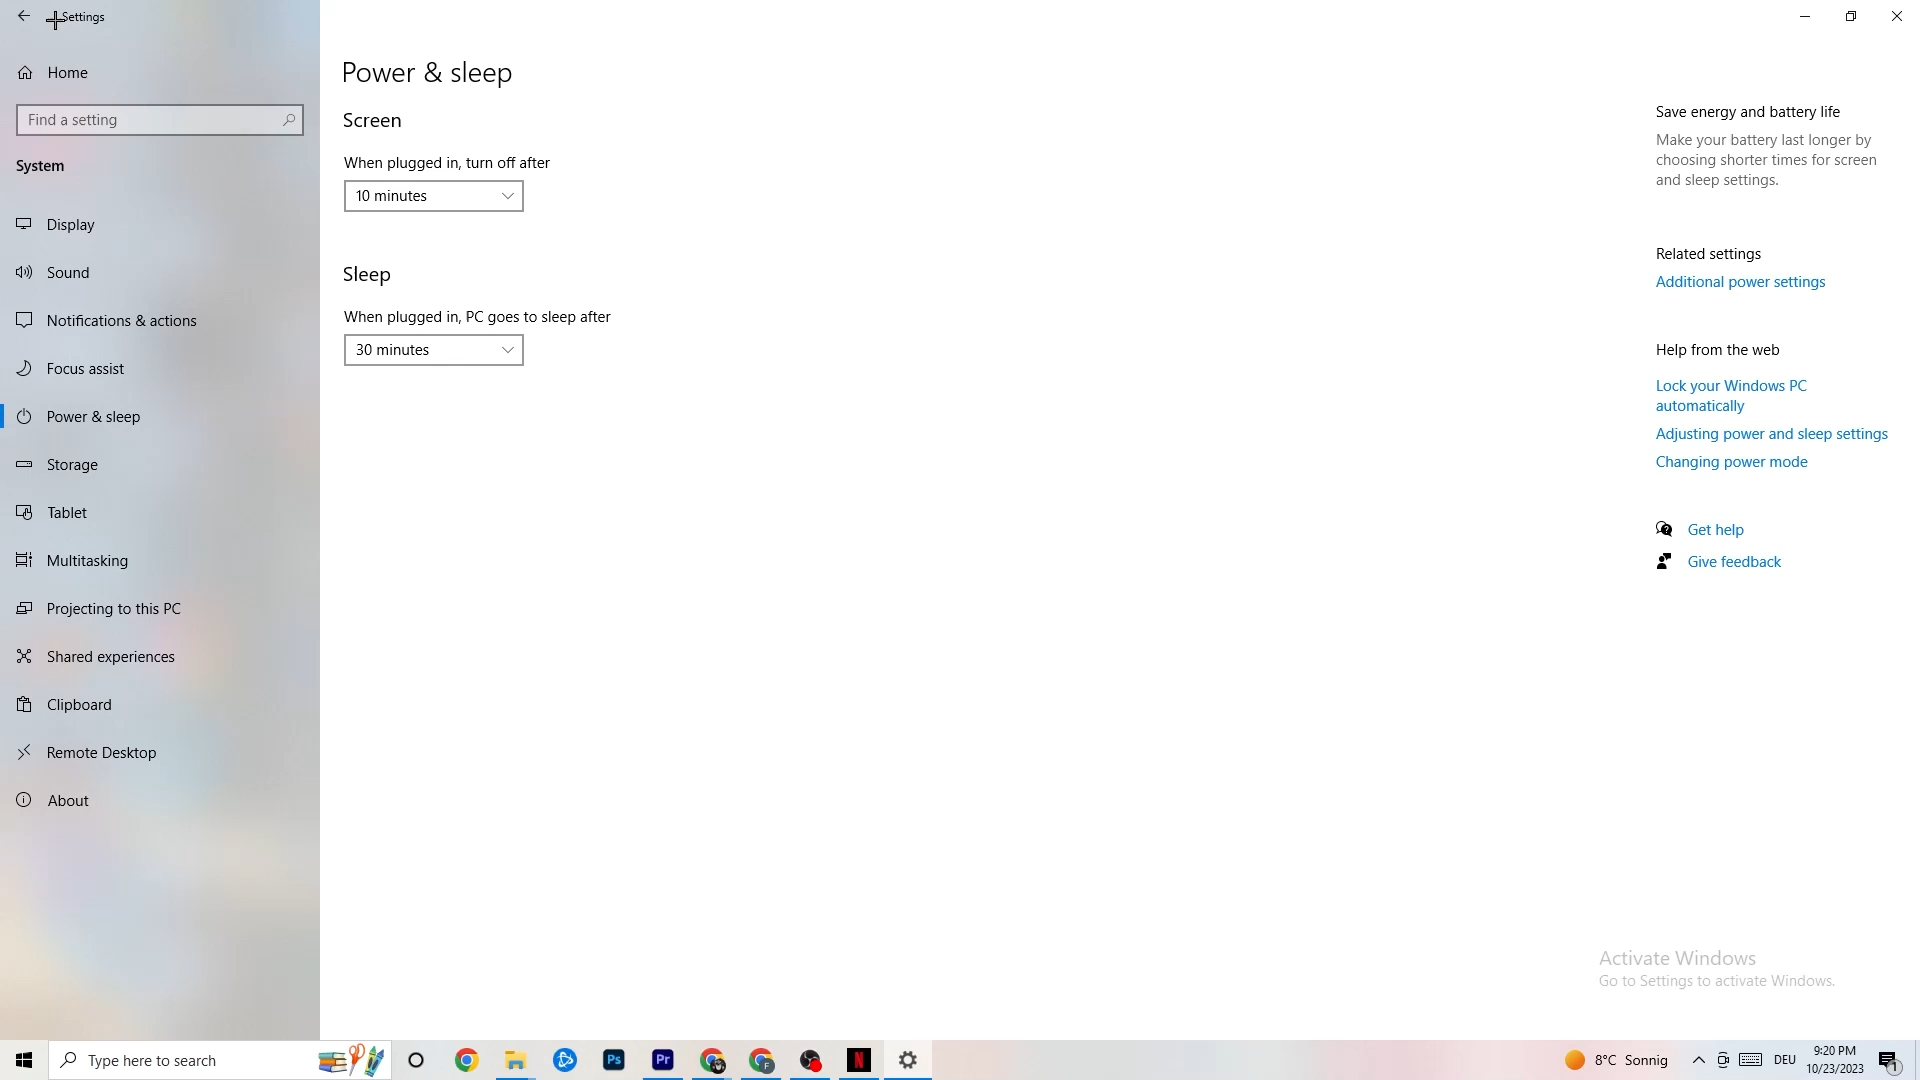 Settings
Home
Find a setting
System
Display
Sound
Notifications & actions
Focus assist
Power & sleep
Storage
Tablet
Multitasking
Projecting to this PC
Shared experiences
Clipboard
Remote Desktop
About
Power & sleep
Screen
When plugged in, turn off after
10 minutes
Sleep
When plugged in, PC goes to sleep after
30 minutes
Save energy and battery life
Make your battery last longer by
choosing shorter times for screen
and sleep settings.
Related settings
Additional power settings
Help from the web
Lock your Windows PC
automatically
Adjusting power and sleep settings
Changing power mode
Get help
Give feedback
Activate Windows
Go to Settings to activate Windows.
Type here to search
Ps
Pr
F
N
8°C Sonnig
DEU
9:20 PM
10/23/2023
1